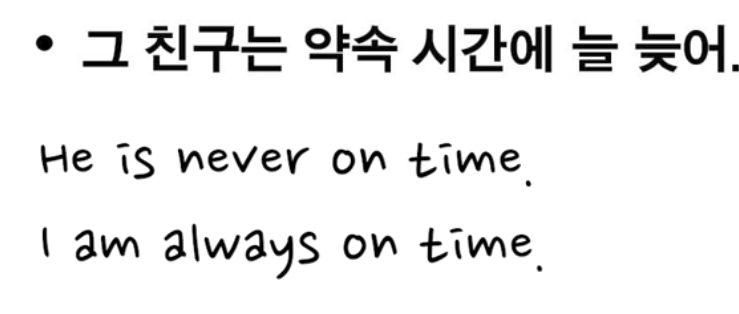 • 그 친구는 약속 시간에 늘 늦어.
He is never on time.
I am always on time.